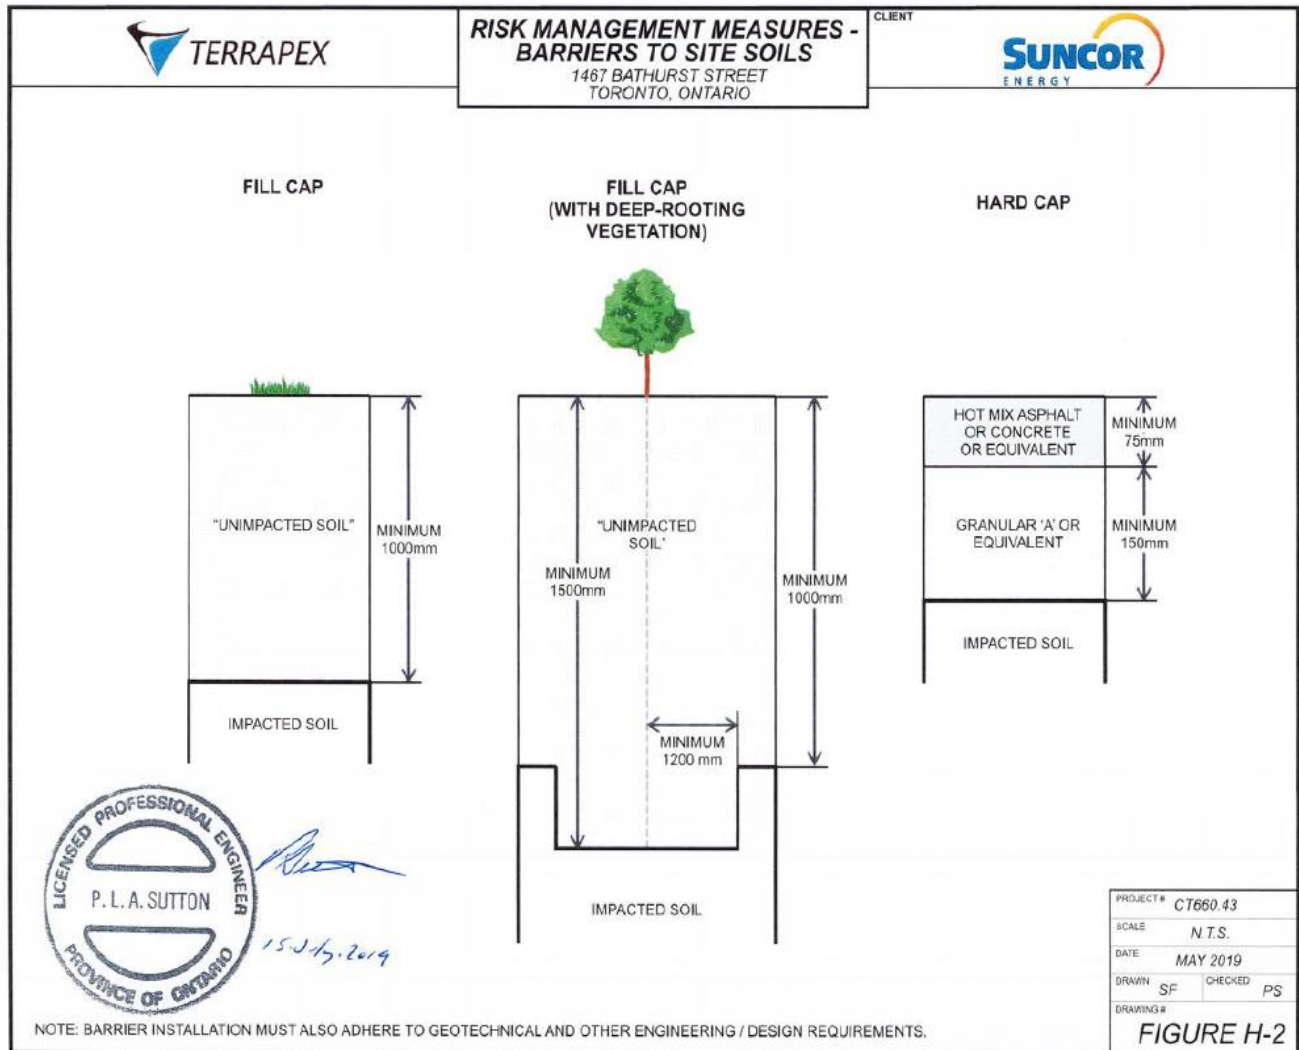 TERRAPEX
RISK MANAGEMENT MEASURES -
BARRIERS TO SITE SOILS
1467 BATHURST STREET
TORONTO, ONTARIO
CLIENT
SUNCOR
ENERGY
FILL CAP
FILL CAP
(WITH DEEP-ROOTING
VEGETATION)
HARD CAP
"UNIMPACTED SOIL"
MINIMUM
1000mm
IMPACTED SOIL
"UNIMPACTED
SOIL"
MINIMUM
1500mm
MINIMUM
1000mm
MINIMUM
1200 mm
IMPACTED SOIL
HOT MIX ASPHALT
OR CONCRETE
OR EQUIVALENT
MINIMUM
75mm
GRANULAR 'A' OR
EQUIVALENT
MINIMUM
150mm
IMPACTED SOIL
LICENSED PROFESSIONAL ENGINEER
P. L. A. SUTTON
PROVINCE OF ONTARIO
15 July. 2019
NOTE: BARRIER INSTALLATION MUST ALSO ADHERE TO GEOTECHNICAL AND OTHER ENGINEERING / DESIGN REQUIREMENTS.
PROJECT# CT660.43
SCALE N.T.S.
DATE MAY 2019
DRAWN SF CHECKED PS
DRAWING#
FIGURE H-2